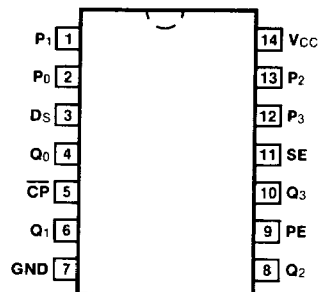 P1 1 14 VCC
P0 2 13 P2
DS 3 12 P3
Q0 4 11 SE
C̅P̅ 5 10 Q3
Q1 6 9 PE
GND 7 8 Q2